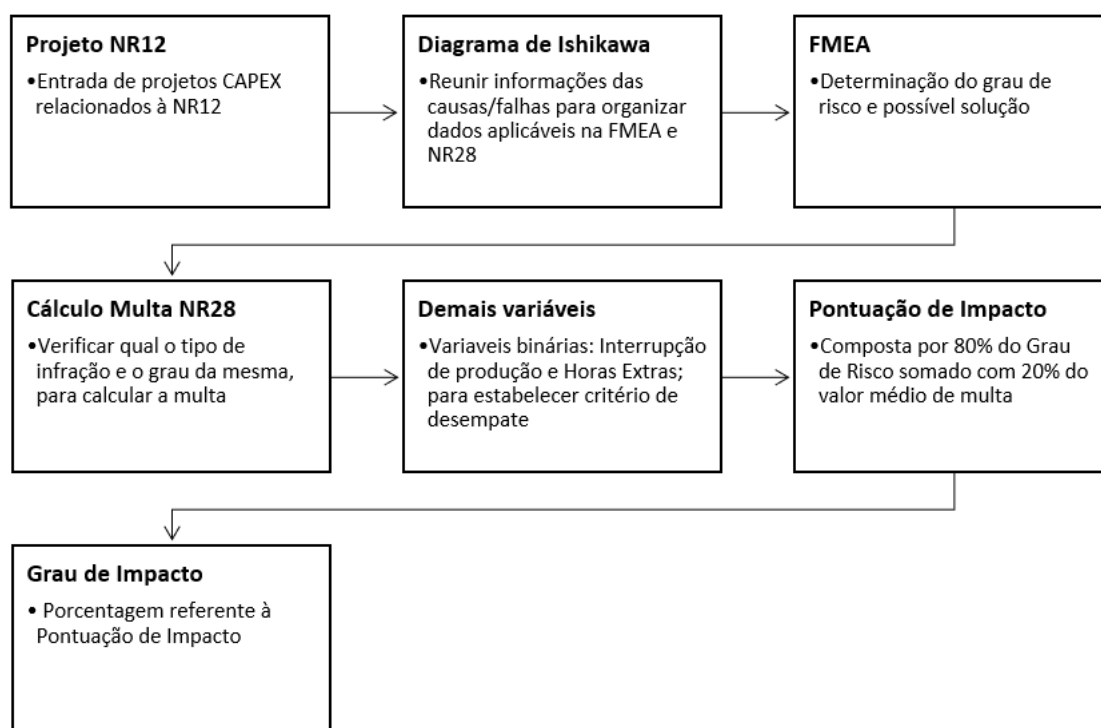 Projeto NR12
•Entrada de projetos CAPEX
relacionados à NR12
Diagrama de Ishikawa
•Reunir informações das
causas/falhas para organizar
dados aplicáveis na FMEA e
NR28
FMEA
•Determinação do grau de
risco e possível solução
Cálculo Multa NR28
•Verificar qual o tipo de
infração e o grau da mesma,
para calcular a multa
Demais variáveis
•Variaveis binárias: Interrupção
de produção e Horas Extras;
para estabelecer critério de
desempate
Pontuação de Impacto
•Composta por 80% do Grau
de Risco somado com 20% do
valor médio de multa
Grau de Impacto
• Porcentagem referente à
Pontuação de Impacto